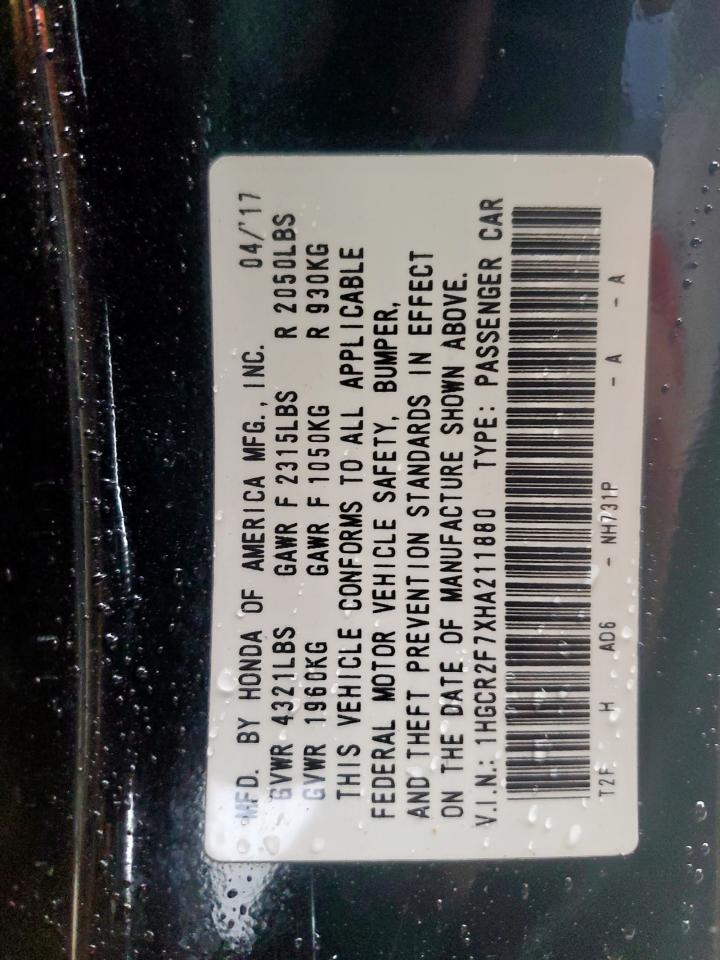 MFD. BY HONDA OF AMERICA MFG., INC. 04/'17
GVWR 4321LBS GAWR F 2315LBS R 2050LBS
GVWR 1960KG GAWR F 1050KG R 930KG
THIS VEHICLE CONFORMS TO ALL APPLICABLE
FEDERAL MOTOR VEHICLE SAFETY, BUMPER,
AND THEFT PREVENTION STANDARDS IN EFFECT
ON THE DATE OF MANUFACTURE SHOWN ABOVE.
V.I.N.: 1HGCR2F7XHA211880 TYPE: PASSENGER CAR
T2F H AD6 - NH731P - A - A